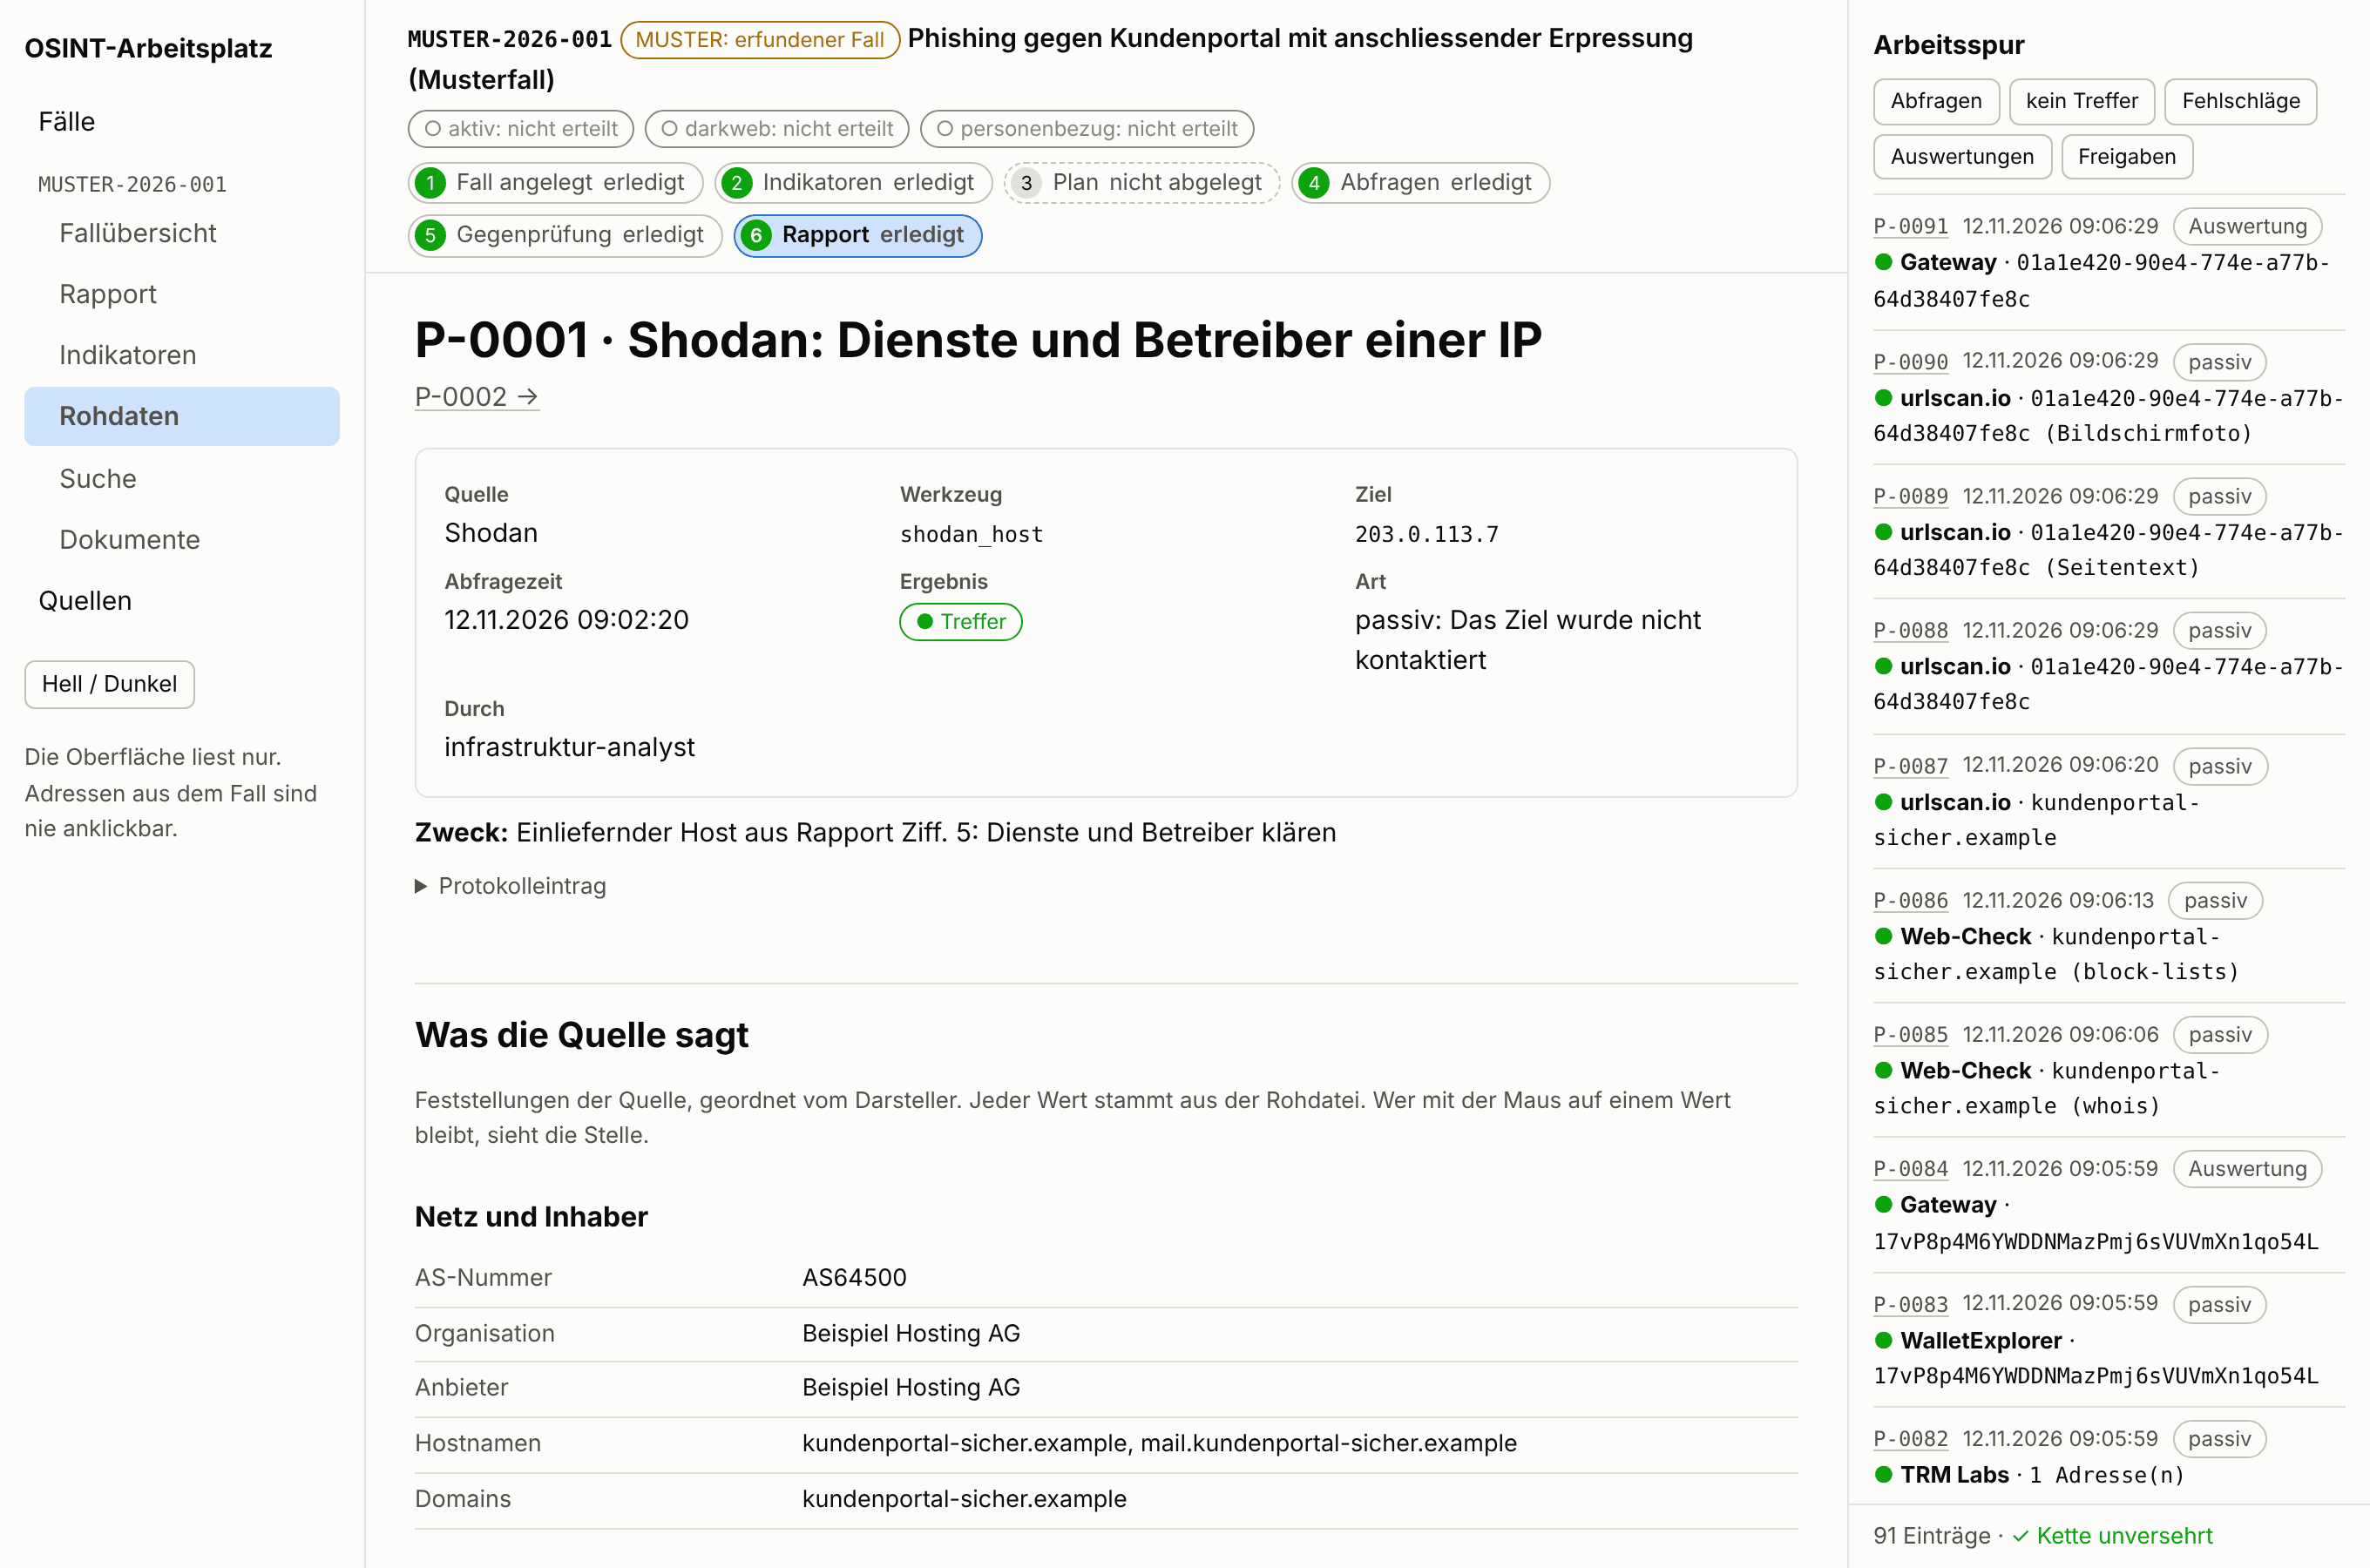 OSINT-Arbeitsplatz
Fälle
MUSTER-2026-001
Fallübersicht
Rapport
Indikatoren
Rohdaten
Suche
Dokumente
Quellen
Hell / Dunkel
Die Oberfläche liest nur.
Adressen aus dem Fall sind
nie anklickbar.
MUSTER-2026-001 MUSTER: erfundener Fall Phishing gegen Kundenportal mit anschliessender Erpressung
(Musterfall)
aktiv: nicht erteilt darkweb: nicht erteilt personenbezug: nicht erteilt
1 Fall angelegt erledigt 2 Indikatoren erledigt 3 Plan nicht abgelegt 4 Abfragen erledigt
5 Gegenprüfung erledigt 6 Rapport erledigt
P-0001 · Shodan: Dienste und Betreiber einer IP
P-0002 →
Quelle Werkzeug Ziel
Shodan shodan_host 203.0.113.7
Abfragezeit Ergebnis Art
12.11.2026 09:02:20 Treffer passiv: Das Ziel wurde nicht
kontaktiert
Durch
infrastruktur-analyst
Zweck: Einliefernder Host aus Rapport Ziff. 5: Dienste und Betreiber klären
▶ Protokolleintrag
Was die Quelle sagt
Feststellungen der Quelle, geordnet vom Darsteller. Jeder Wert stammt aus der Rohdatei. Wer mit der Maus auf einem Wert
bleibt, sieht die Stelle.
Netz und Inhaber
AS-Nummer AS64500
Organisation Beispiel Hosting AG
Anbieter Beispiel Hosting AG
Hostnamen kundenportal-sicher.example, mail.kundenportal-sicher.example
Domains kundenportal-sicher.example
Arbeitsspur
Abfragen kein Treffer Fehlschläge
Auswertungen Freigaben
P-0091 12.11.2026 09:06:29 Auswertung
Gateway · 01a1e420-90e4-774e-a77b-
64d38407fe8c
P-0090 12.11.2026 09:06:29 passiv
urlscan.io · 01a1e420-90e4-774e-a77b-
64d38407fe8c (Bildschirmfoto)
P-0089 12.11.2026 09:06:29 passiv
urlscan.io · 01a1e420-90e4-774e-a77b-
64d38407fe8c (Seitentext)
P-0088 12.11.2026 09:06:29 passiv
urlscan.io · 01a1e420-90e4-774e-a77b-
64d38407fe8c
P-0087 12.11.2026 09:06:20 passiv
urlscan.io · kundenportal-
sicher.example
P-0086 12.11.2026 09:06:13 passiv
Web-Check · kundenportal-
sicher.example (block-lists)
P-0085 12.11.2026 09:06:06 passiv
Web-Check · kundenportal-
sicher.example (whois)
P-0084 12.11.2026 09:05:59 Auswertung
Gateway ·
17vP8p4M6YWDDNMazPmj6sVUVmXn1qo54L
P-0083 12.11.2026 09:05:59 passiv
WalletExplorer ·
17vP8p4M6YWDDNMazPmj6sVUVmXn1qo54L
P-0082 12.11.2026 09:05:59 passiv
TRM Labs · 1 Adresse(n)
91 Einträge · ✓ Kette unversehrt